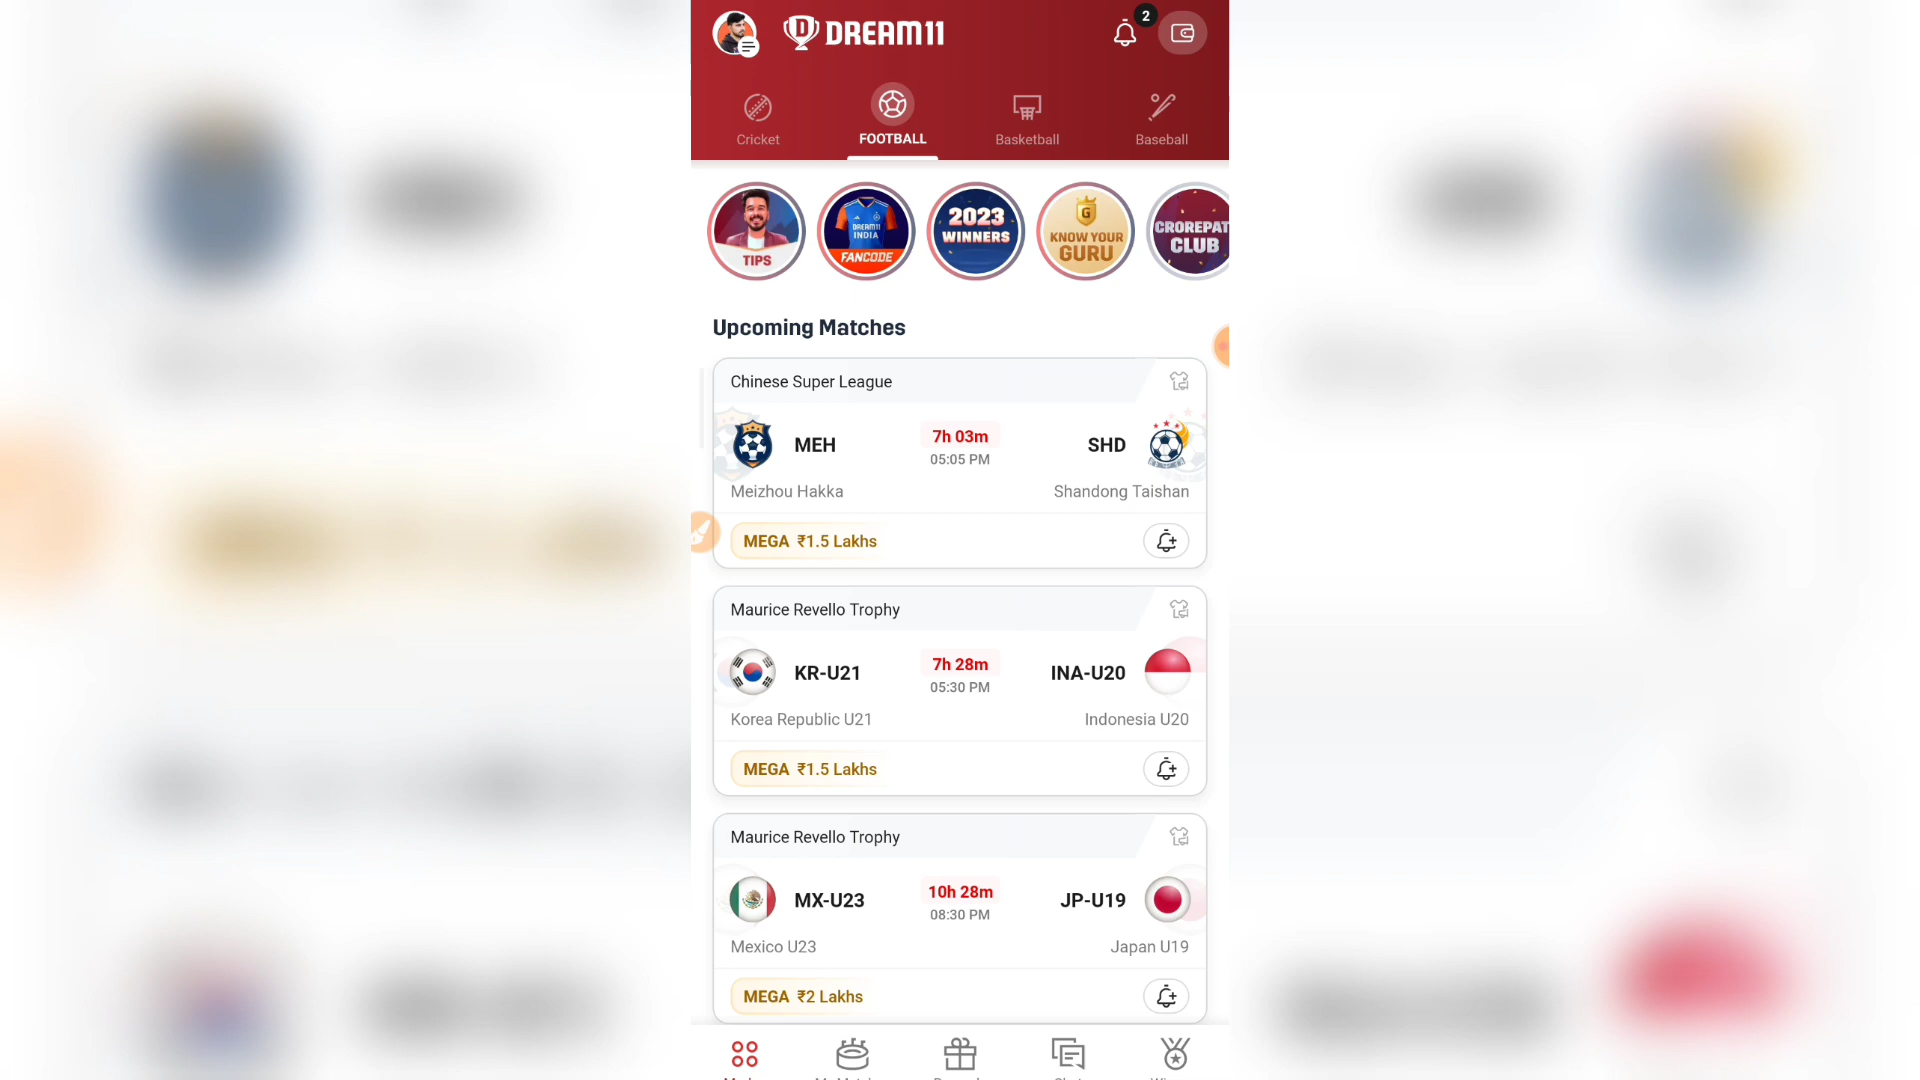 DREAM11
2
Cricket
FOOTBALL
Basketball
Baseball
TIPS
DREAM11
INDIA
FANCODE
2023
WINNERS
G
KNOW YOUR
GURU
CROREPAT
CLUB
Upcoming Matches
Chinese Super League
MEH
7h 03m
05:05 PM
SHD
Meizhou Hakka
Shandong Taishan
MEGA ₹1.5 Lakhs
Maurice Revello Trophy
KR-U21
7h 28m
05:30 PM
INA-U20
Korea Republic U21
Indonesia U20
MEGA ₹1.5 Lakhs
Maurice Revello Trophy
MX-U23
10h 28m
08:30 PM
JP-U19
Mexico U23
Japan U19
MEGA ₹2 Lakhs